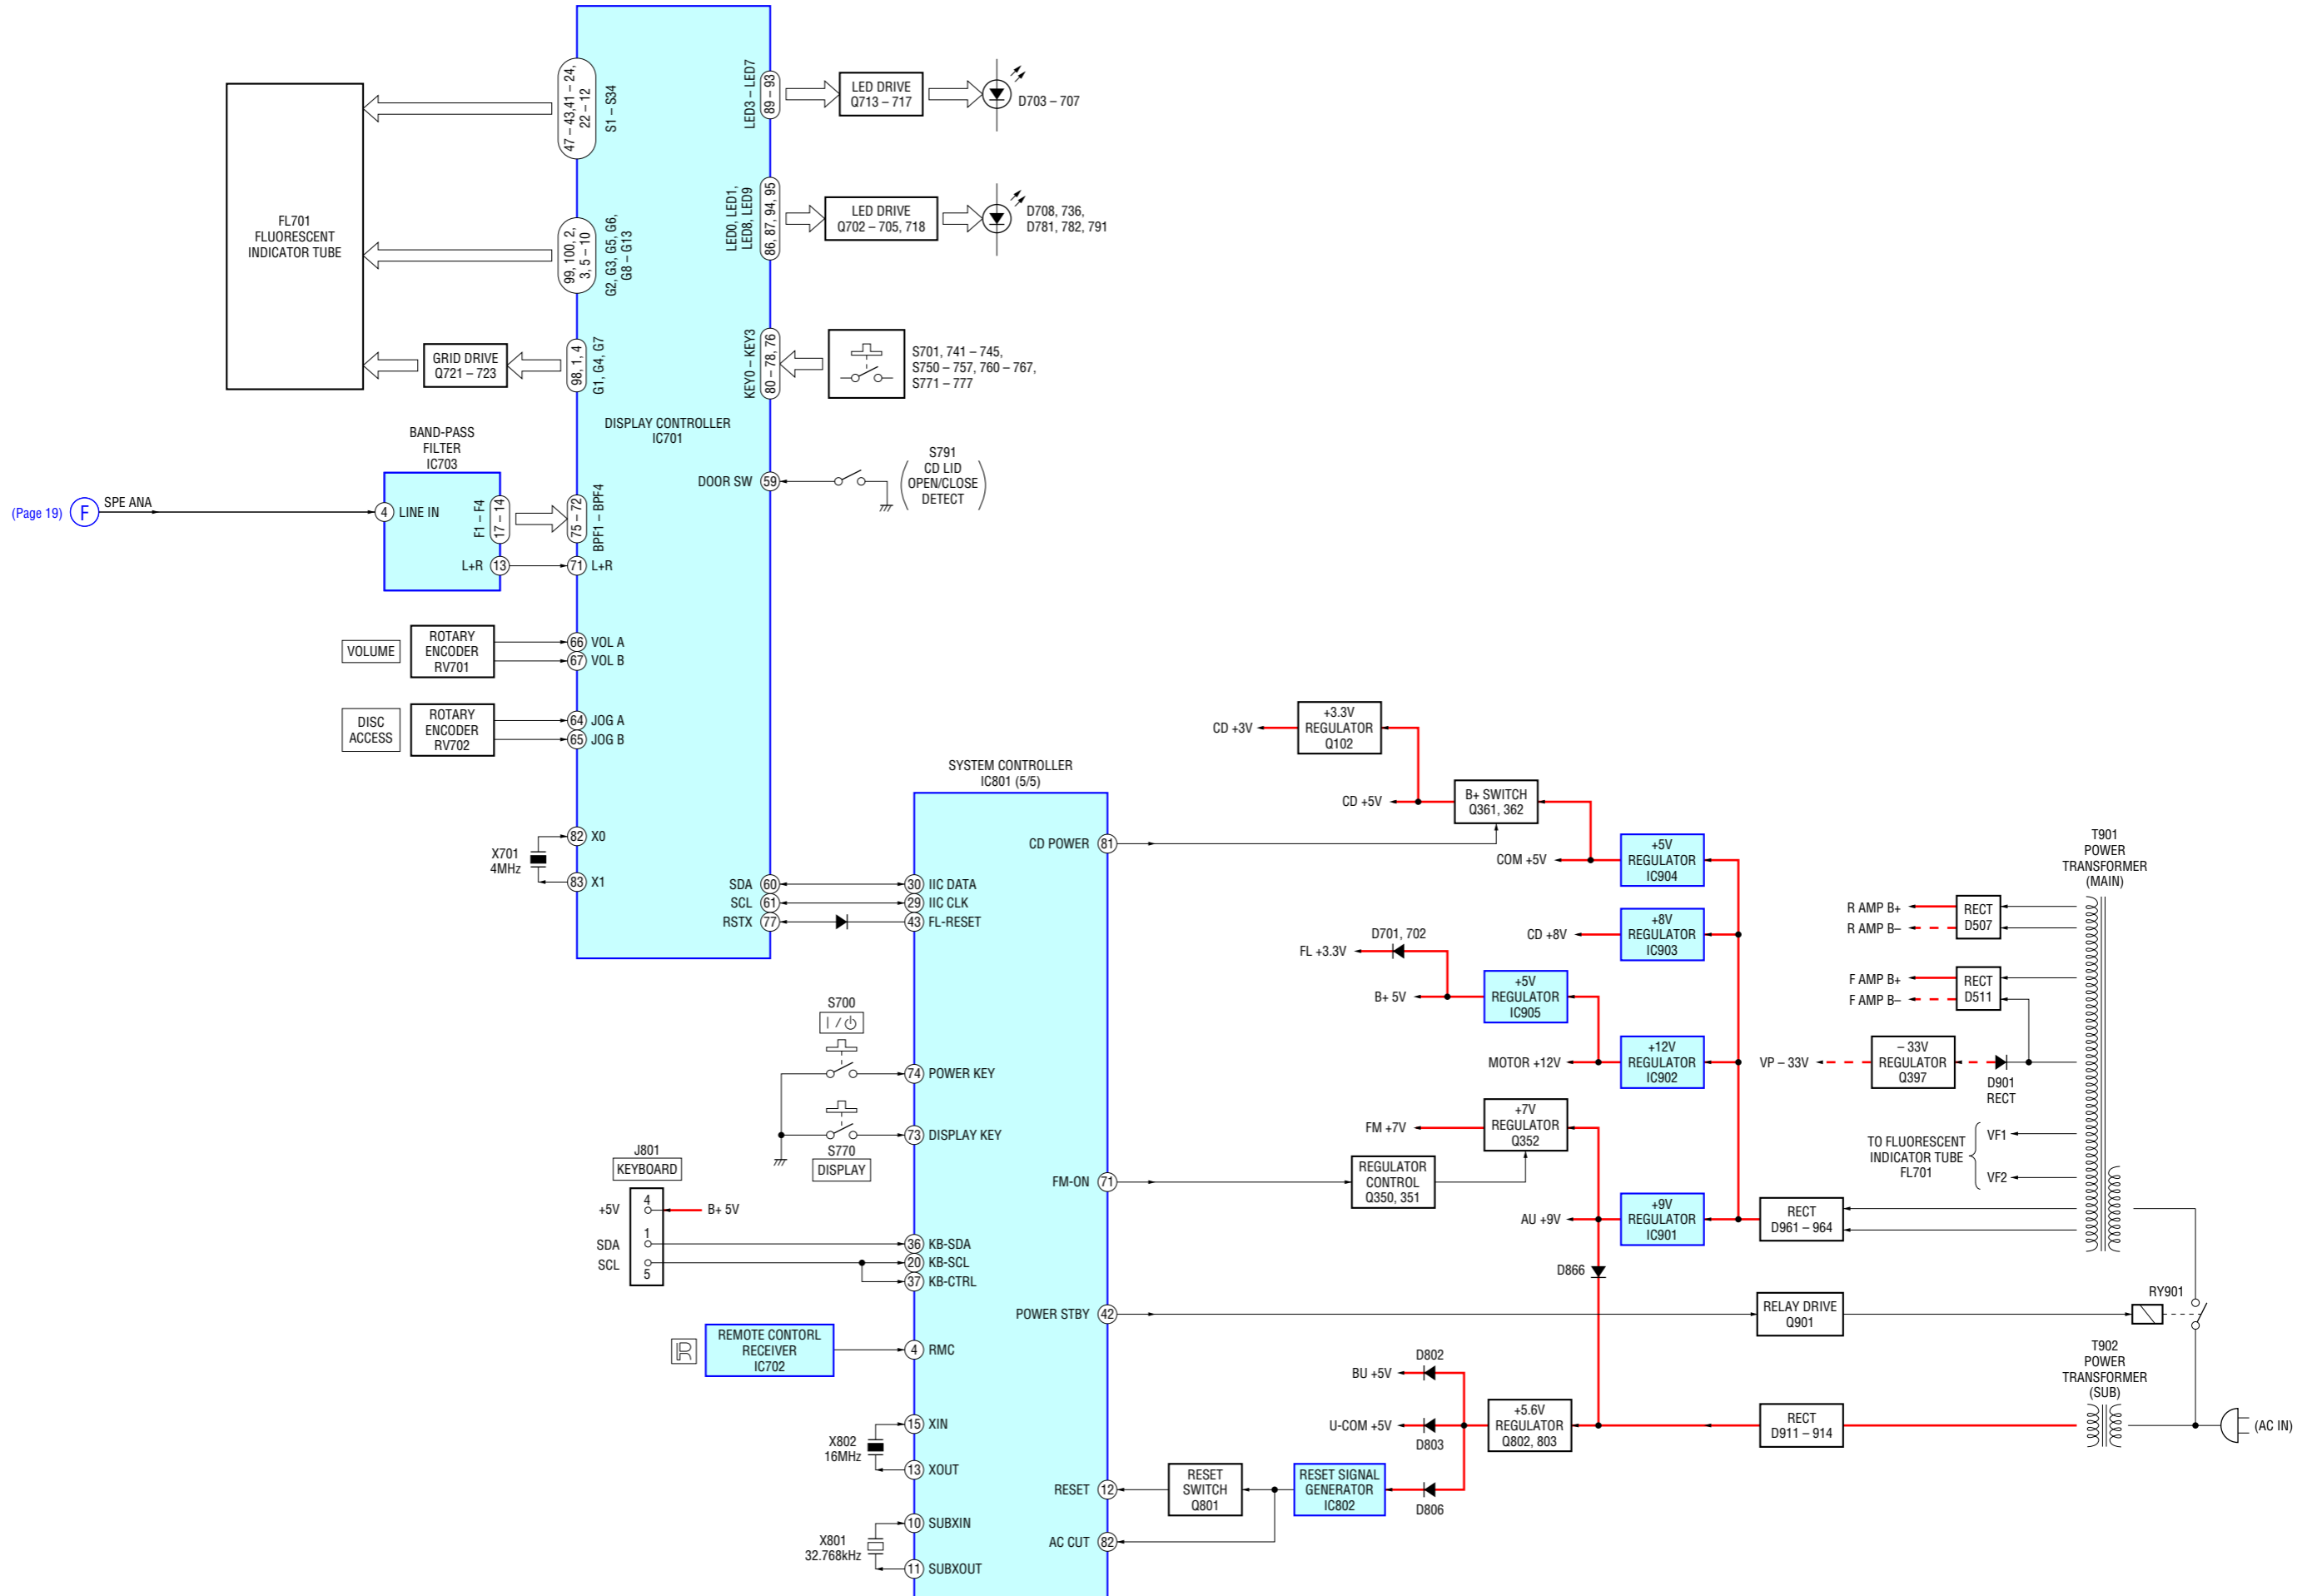 FL701
FLUORESCENT
INDICATOR TUBE
47 – 43,41 – 24,
22 – 12
S1 – S34
99, 100, 2,
3, 5 – 10
G2, G3, G5, G6,
G8 – G13
GRID DRIVE
Q721 – 723
98, 1, 4
G1, G4, G7
LED3 – LED7
89 – 93
LED DRIVE
Q713 – 717
D703 – 707
LED0, LED1,
LED8, LED9
86, 87, 94, 95
LED DRIVE
Q702 – 705, 718
D708, 736,
D781, 782, 791
KEY0 – KEY3
80 – 78, 76
S701, 741 – 745,
S750 – 757, 760 – 767,
S771 – 777
DISPLAY CONTROLLER
IC701
DOOR SW 59
S791
CD LID
OPEN/CLOSE
DETECT
BAND-PASS
FILTER
IC703
(Page 19) F SPE ANA
4 LINE IN
F1 – F4
17 – 14
75 – 72
BPF1 – BPF4
L+R 13
71 L+R
VOLUME
ROTARY
ENCODER
RV701
66 VOL A
67 VOL B
DISC
ACCESS
ROTARY
ENCODER
RV702
64 JOG A
65 JOG B
X701
4MHz
82 X0
83 X1
SDA 60
SCL 61
RSTX 77
SYSTEM CONTROLLER
IC801 (5/5)
30 IIC DATA
29 IIC CLK
43 FL-RESET
S700
I /
74 POWER KEY
73 DISPLAY KEY
S770
DISPLAY
J801
KEYBOARD
+5V 4 B+ 5V
SDA 1
SCL 5
36 KB-SDA
20 KB-SCL
37 KB-CTRL
REMOTE CONTORL
RECEIVER
IC702
4 RMC
X802
16MHz
15 XIN
13 XOUT
X801
32.768kHz
10 SUBXIN
11 SUBXOUT
CD POWER 81
FM-ON 71
POWER STBY 42
RESET 12
AC CUT 82
CD +3V
+3.3V
REGULATOR
Q102
CD +5V
B+ SWITCH
Q361, 362
COM +5V
+5V
REGULATOR
IC904
CD +8V
+8V
REGULATOR
IC903
FL +3.3V
D701, 702
B+ 5V
+5V
REGULATOR
IC905
MOTOR +12V
+12V
REGULATOR
IC902
FM +7V
+7V
REGULATOR
Q352
REGULATOR
CONTROL
Q350, 351
AU +9V
+9V
REGULATOR
IC901
D866
RECT
D961 – 964
RELAY DRIVE
Q901
RY901
BU +5V
D802
U-COM +5V
D803
+5.6V
REGULATOR
Q802, 803
RECT
D911 – 914
RESET
SWITCH
Q801
RESET SIGNAL
GENERATOR
IC802
D806
T901
POWER
TRANSFORMER
(MAIN)
R AMP B+
R AMP B–
RECT
D507
F AMP B+
F AMP B–
RECT
D511
VP – 33V
– 33V
REGULATOR
Q397
D901
RECT
TO FLUORESCENT
INDICATOR TUBE
FL701
VF1
VF2
T902
POWER
TRANSFORMER
(SUB)
(AC IN)